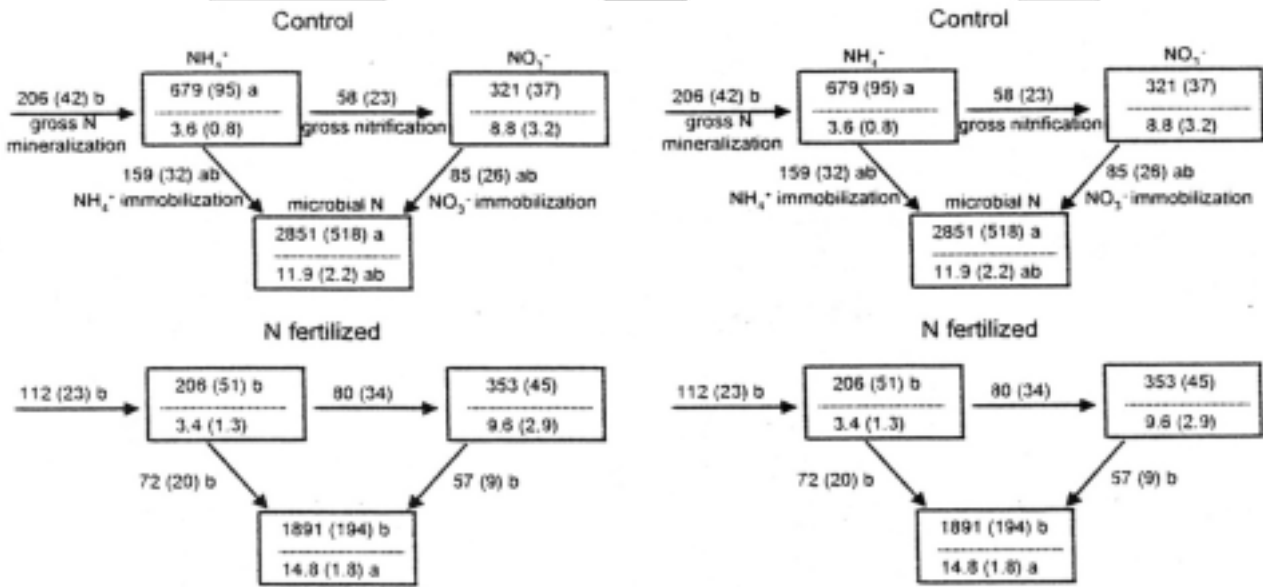 Control
NH₄⁺
NO₃⁻
206 (42) b
gross N
mineralization
679 (95) a
3.6 (0.8)
58 (23)
gross nitrification
321 (37)
8.8 (3.2)
159 (32) ab
NH₄⁺ immobilization
85 (26) ab
NO₃⁻ immobilization
microbial N
2851 (518) a
11.9 (2.2) ab
N fertilized
112 (23) b
206 (51) b
3.4 (1.3)
80 (34)
353 (45)
9.6 (2.9)
72 (20) b
57 (9) b
1891 (194) b
14.8 (1.8) a
Control
NH₄⁺
NO₃⁻
206 (42) b
gross N
mineralization
679 (95) a
3.6 (0.8)
58 (23)
gross nitrification
321 (37)
8.8 (3.2)
159 (32) ab
NH₄⁺ immobilization
85 (26) ab
NO₃⁻ immobilization
microbial N
2851 (518) a
11.9 (2.2) ab
N fertilized
112 (23) b
206 (51) b
3.4 (1.3)
80 (34)
353 (45)
9.6 (2.9)
72 (20) b
57 (9) b
1891 (194) b
14.8 (1.8) a